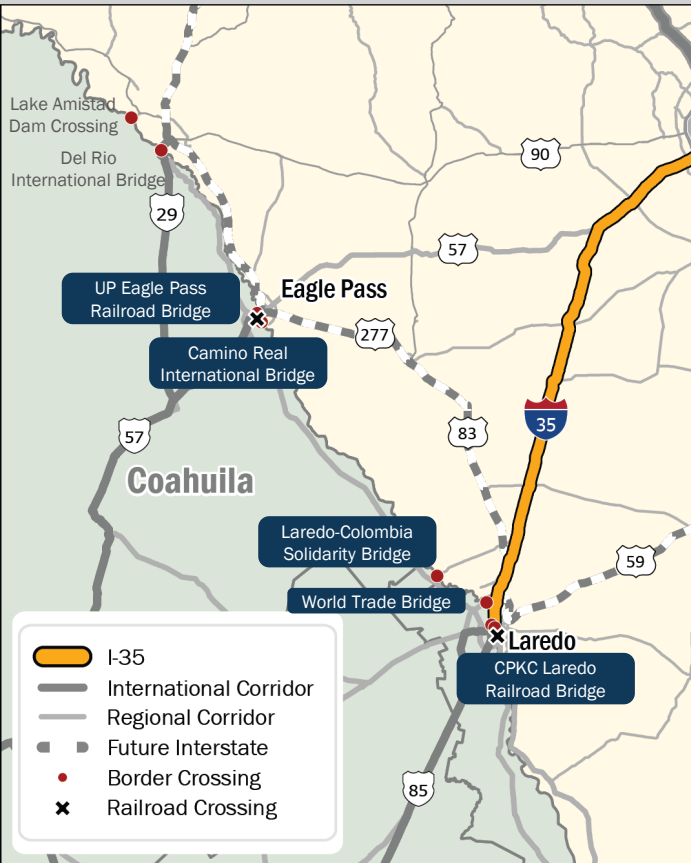 90
Lake Amistad
Dam Crossing
Del Rio
International Bridge
29
57
UP Eagle Pass
Railroad Bridge
Eagle Pass
277
Camino Real
International Bridge
35
57
83
Coahuila
Laredo-Colombia
Solidarity Bridge
59
World Trade Bridge
Laredo
CPKC Laredo
Railroad Bridge
85
I-35
International Corridor
Regional Corridor
Future Interstate
Border Crossing
Railroad Crossing